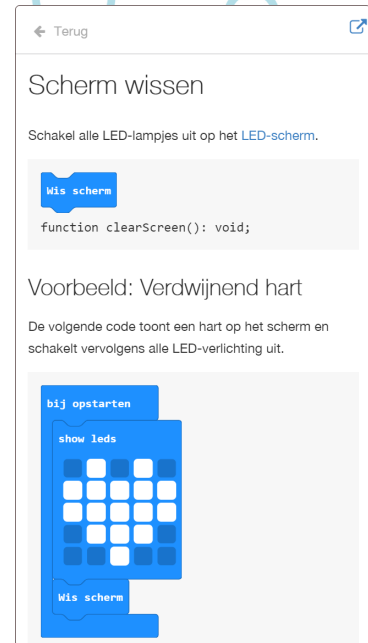 Terug
Scherm wissen
Schakel alle LED-lampjes uit op het LED-scherm.
Wis scherm
function clearScreen(): void;
Voorbeeld: Verdwijnend hart
De volgende code toont een hart op het scherm en
schakelt vervolgens alle LED-verlichting uit.
bij opstarten
show leds
Wis scherm